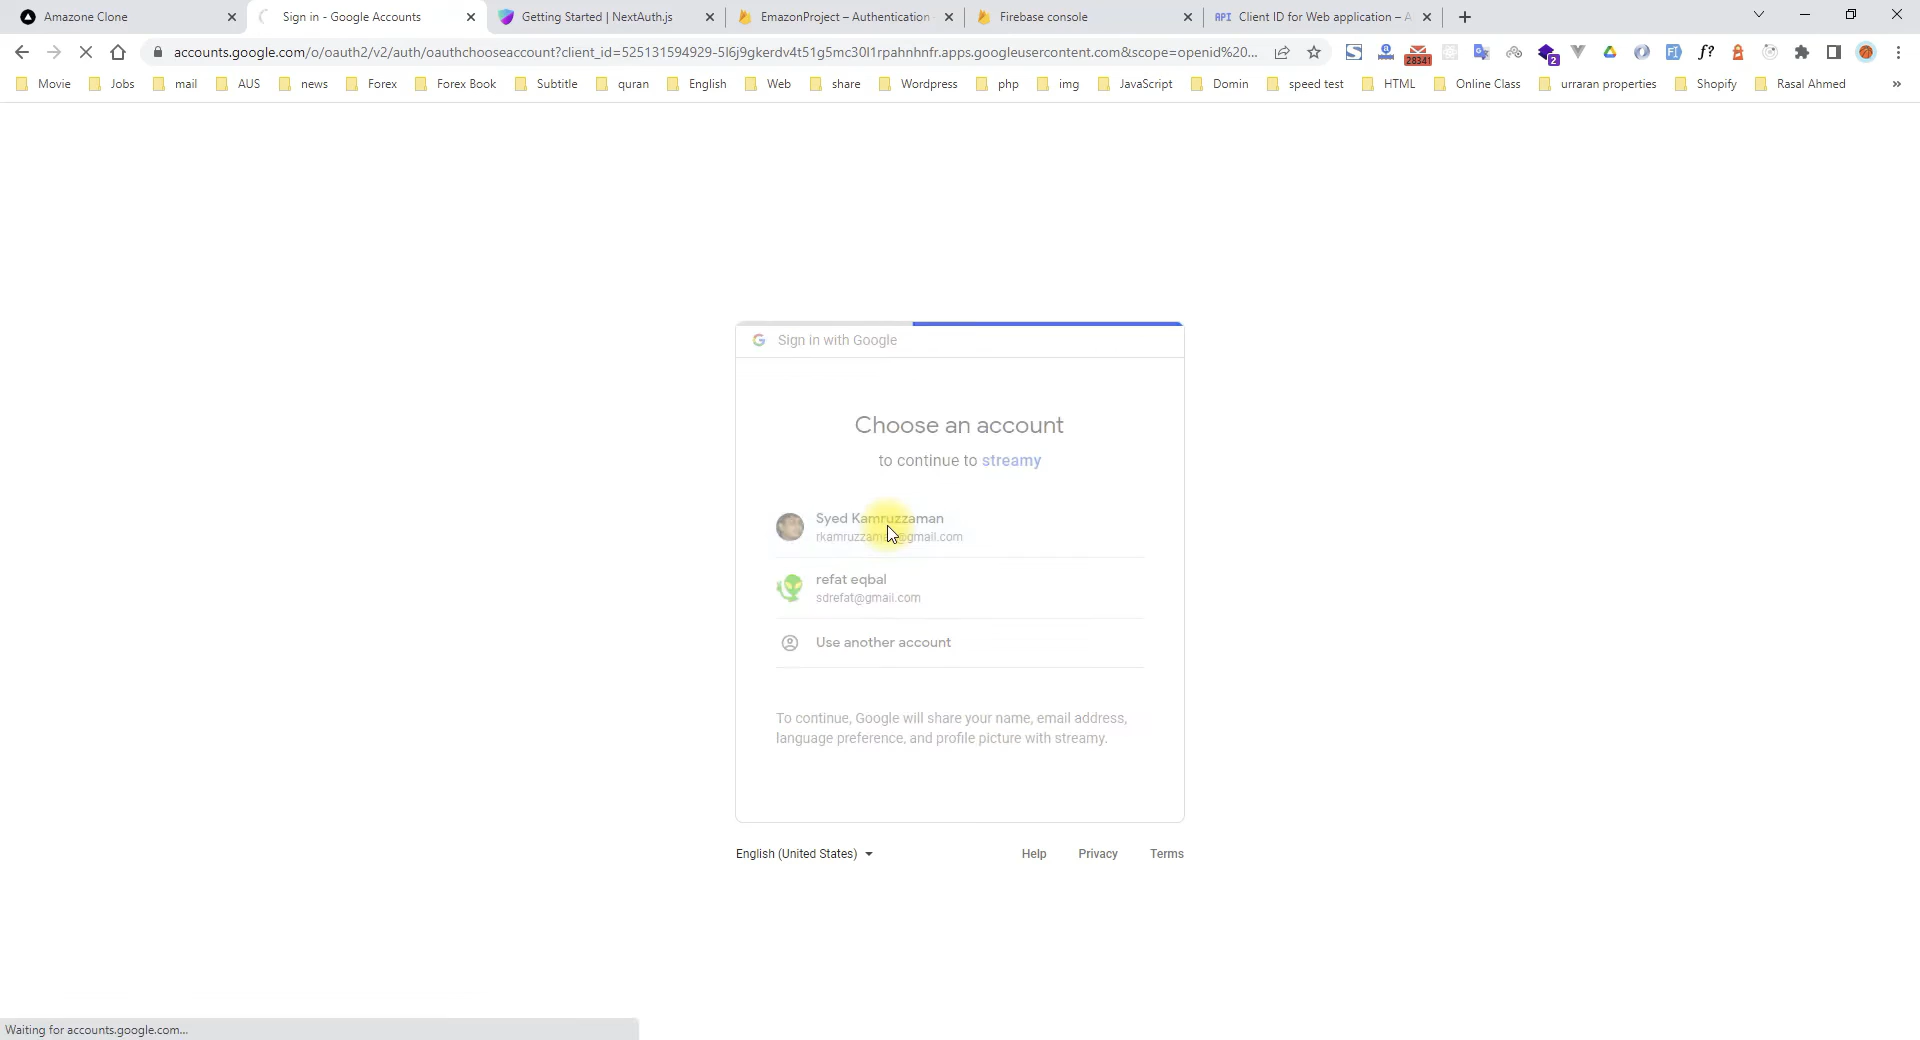 Amazone Clone
Sign in - Google Accounts
Getting Started | NextAuth.js
EmazonProject – Authentication
Firebase console
API Client ID for Web application – A
accounts.google.com/o/oauth2/v2/auth/oauthchooseaccount?client_id=525131594929-5l6j9gkerdv4t51g5mc30l1rpahnhnfr.apps.googleusercontent.com&scope=openid%20...
28341
2
f?
Movie
Jobs
mail
AUS
news
Forex
Forex Book
Subtitle
quran
English
Web
share
Wordpress
php
img
JavaScript
Domin
speed test
HTML
Online Class
urraran properties
Shopify
Rasal Ahmed
»
Sign in with Google
Choose an account
to continue to streamy
Syed Kamruzzaman
@gmail.com
refat eqbal
sdrefat@gmail.com
Use another account
To continue, Google will share your name, email address,
language preference, and profile picture with streamy.
English (United States)
Help
Privacy
Terms
Waiting for accounts.google.com...